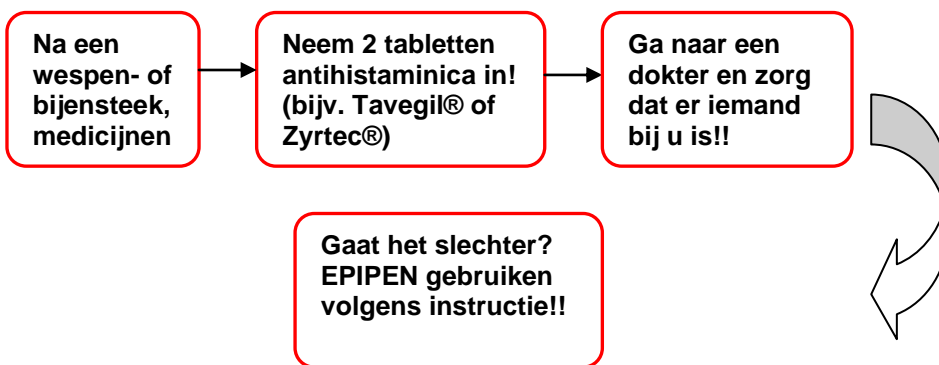 Na een
wespen- of
bijensteek,
medicijnen
Neem 2 tabletten
antihistaminica in!
(bijv. Tavegil® of
Zyrtec®)
Ga naar een
dokter en zorg
dat er iemand
bij u is!!
Gaat het slechter?
EPIPEN gebruiken
volgens instructie!!